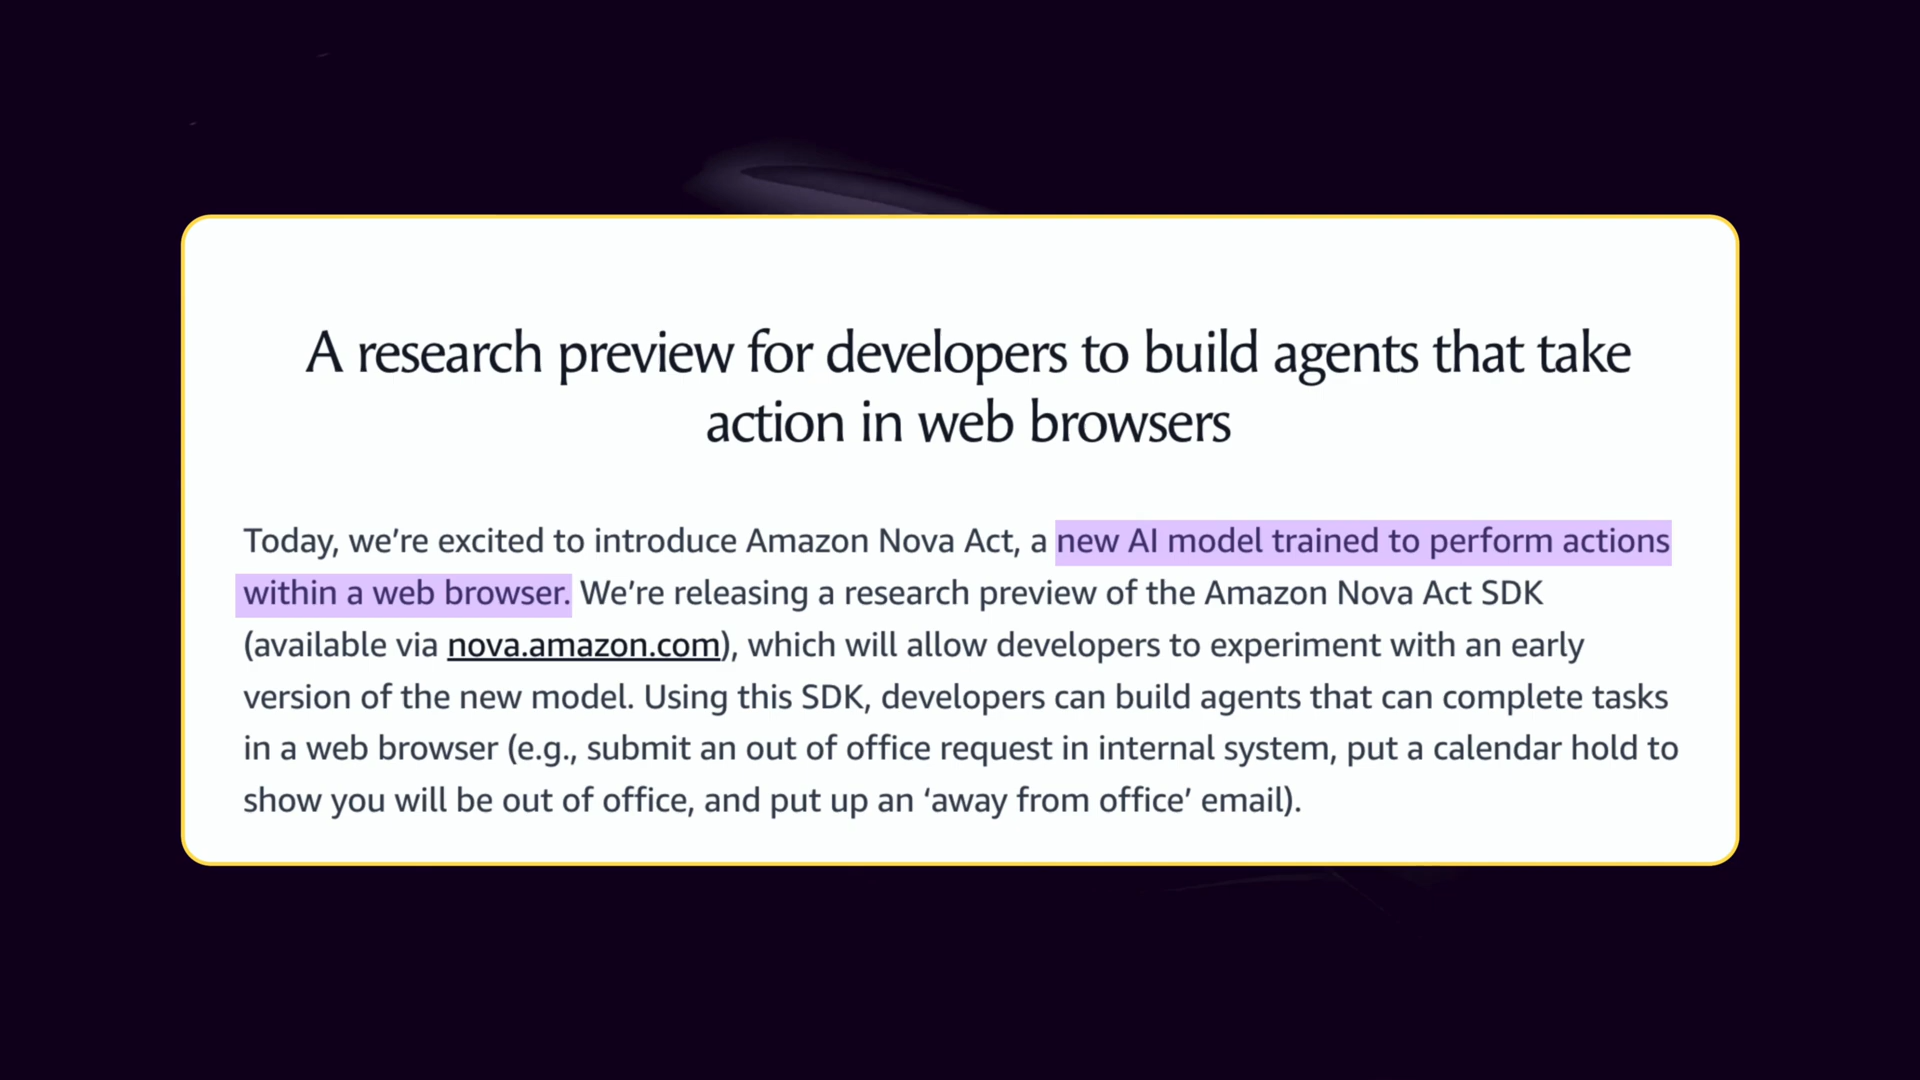 A research preview for developers to build agents that take
action in web browsers
Today, we’re excited to introduce Amazon Nova Act, a new AI model trained to perform actions
within a web browser. We’re releasing a research preview of the Amazon Nova Act SDK
(available via nova.amazon.com), which will allow developers to experiment with an early
version of the new model. Using this SDK, developers can build agents that can complete tasks
in a web browser (e.g., submit an out of office request in internal system, put a calendar hold to
show you will be out of office, and put up an ‘away from office’ email).